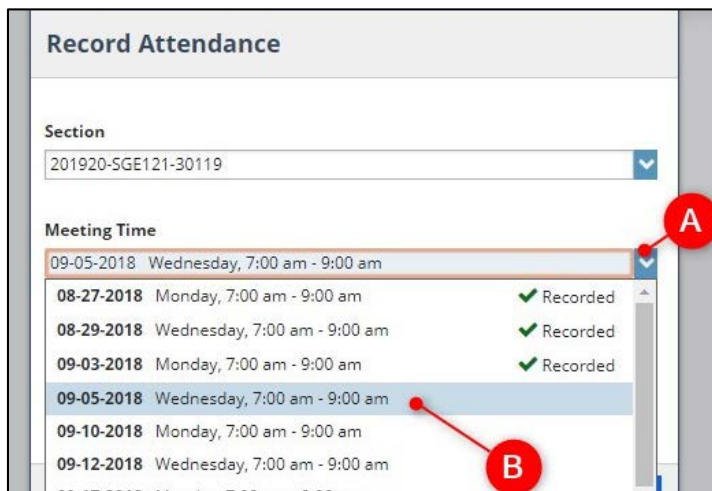 Record Attendance
Section
201920-SGE121-30119
Meeting Time
A
09-05-2018 Wednesday, 7:00 am - 9:00 am
08-27-2018 Monday, 7:00 am - 9:00 am ✔ Recorded
08-29-2018 Wednesday, 7:00 am - 9:00 am ✔ Recorded
09-03-2018 Monday, 7:00 am - 9:00 am ✔ Recorded
09-05-2018 Wednesday, 7:00 am - 9:00 am
09-10-2018 Monday, 7:00 am - 9:00 am
09-12-2018 Wednesday, 7:00 am - 9:00 am
B